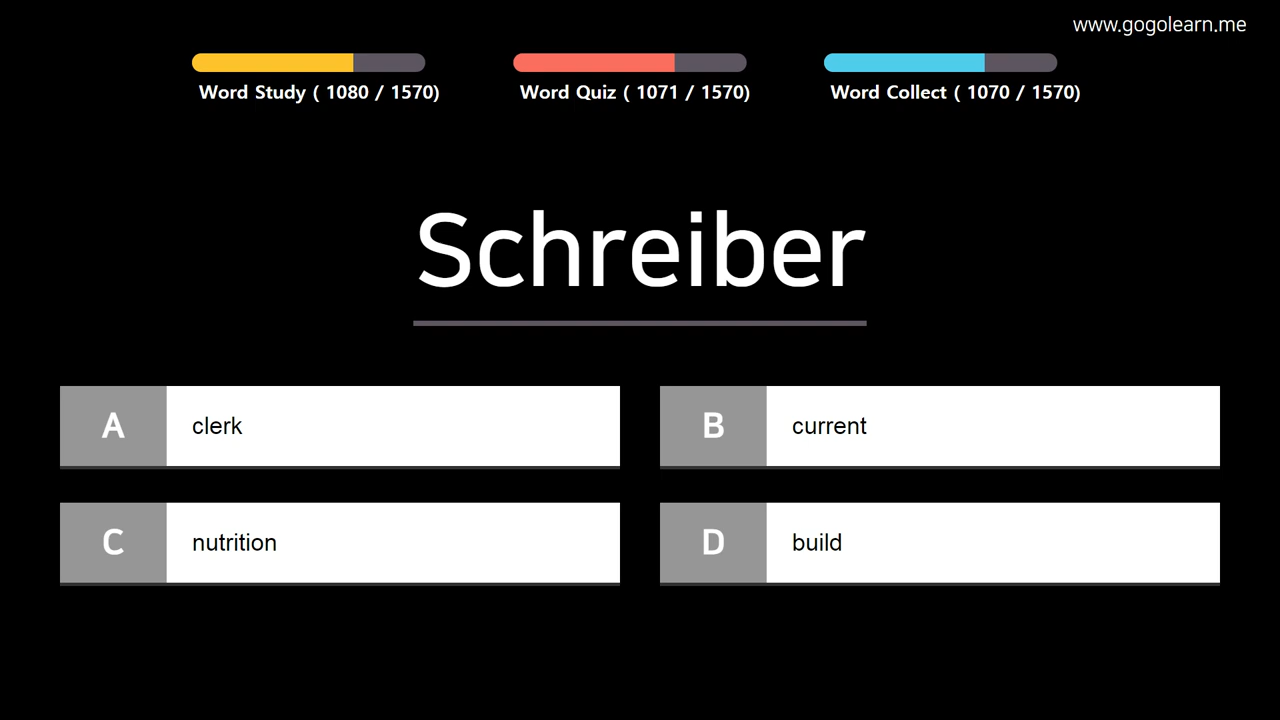 www.gogolearn.me
Word Study ( 1080 / 1570)
Word Quiz ( 1071 / 1570)
Word Collect ( 1070 / 1570)
Schreiber
A clerk
B current
C nutrition
D build